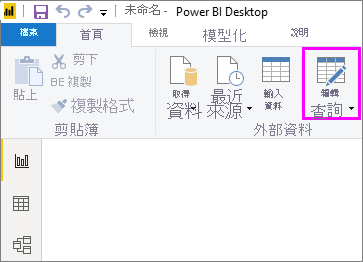 未命名 - Power BI Desktop
檔案 首頁 檢視 模型化 說明
貼上
剪下
BE 複製
複製格式
剪貼簿
取得
資料
最近
來源
輸入
資料
外部資料
編輯
查詢